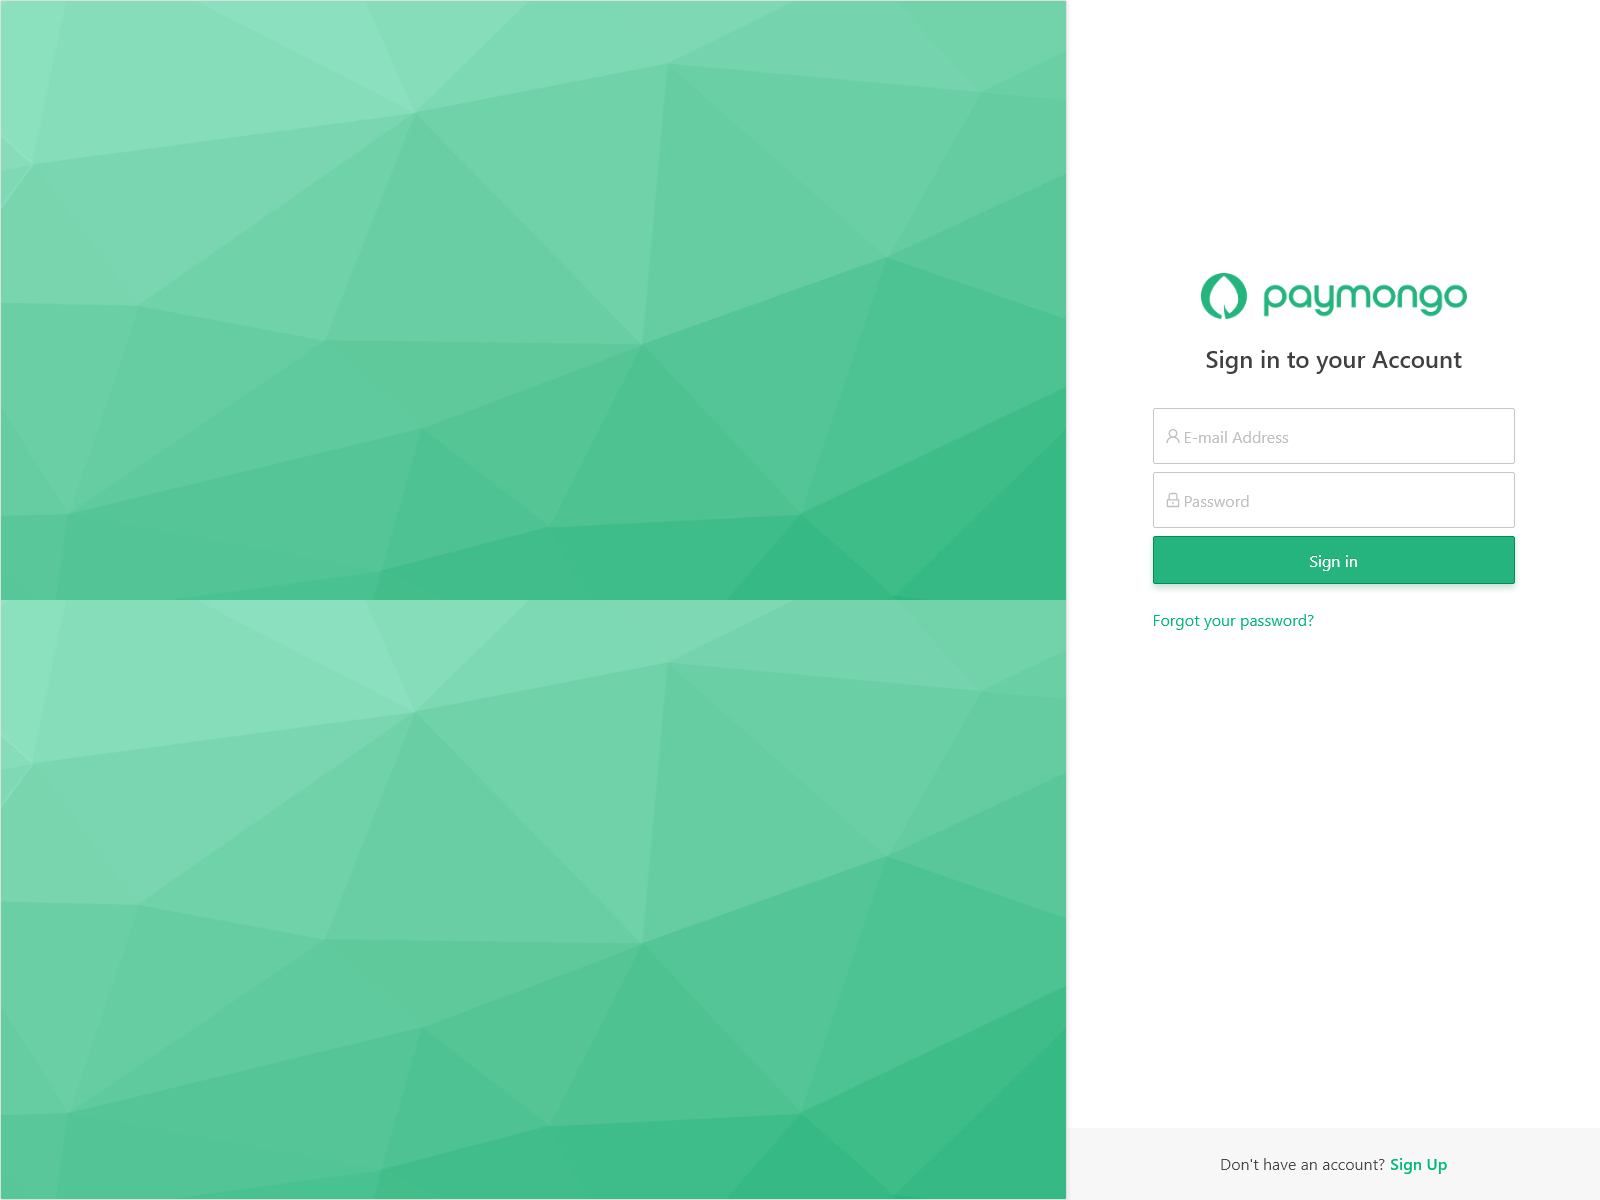 paymongo
Sign in to your Account
E-mail Address
Password
Sign in
Forgot your password?
Don't have an account? Sign Up